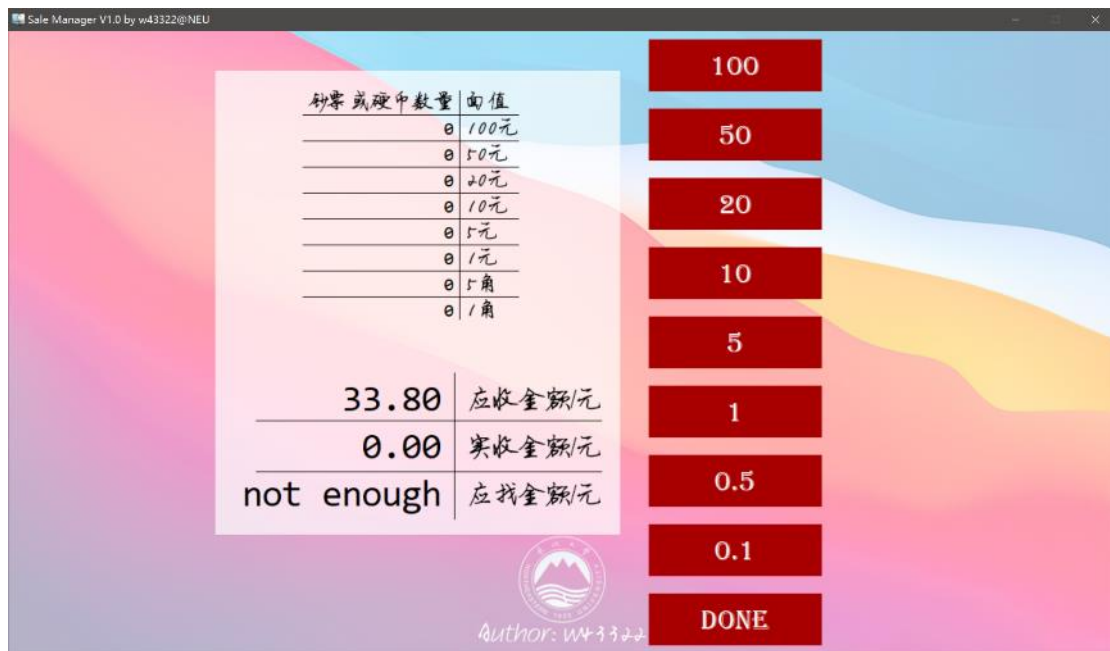 Sale Manager V1.0 by w43322@NEU
钞票或硬币数量 面值
0 100元
0 50元
0 20元
0 10元
0 5元
0 1元
0 5角
0 1角
33.80 应收金额/元
0.00 实收金额/元
not enough 应找金额/元
100
50
20
10
5
1
0.5
0.1
DONE
Author: w43322